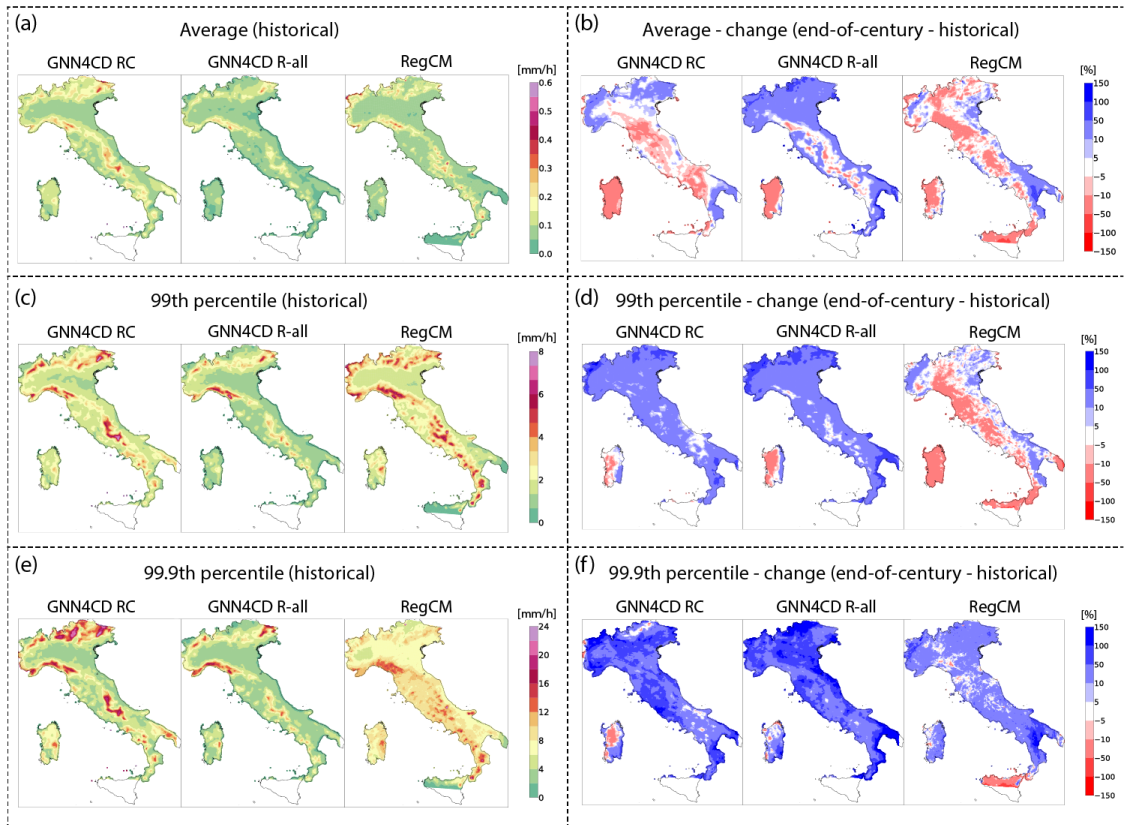 (a)
Average (historical)
GNN4CD RC
GNN4CD R-all
RegCM
[mm/h]
0.6
0.5
0.4
0.3
0.2
0.1
0.0
(b)
Average - change (end-of-century - historical)
GNN4CD RC
GNN4CD R-all
RegCM
[%]
150
100
50
10
5
−5
−10
−50
−100
−150
(c)
99th percentile (historical)
GNN4CD RC
GNN4CD R-all
RegCM
[mm/h]
8
6
4
2
0
(d)
99th percentile - change (end-of-century - historical)
GNN4CD RC
GNN4CD R-all
RegCM
[%]
150
100
50
10
5
−5
−10
−50
−100
−150
(e)
99.9th percentile (historical)
GNN4CD RC
GNN4CD R-all
RegCM
[mm/h]
24
20
16
12
8
4
0
(f)
99.9th percentile - change (end-of-century - historical)
GNN4CD RC
GNN4CD R-all
RegCM
[%]
150
100
50
10
5
−5
−10
−50
−100
−150